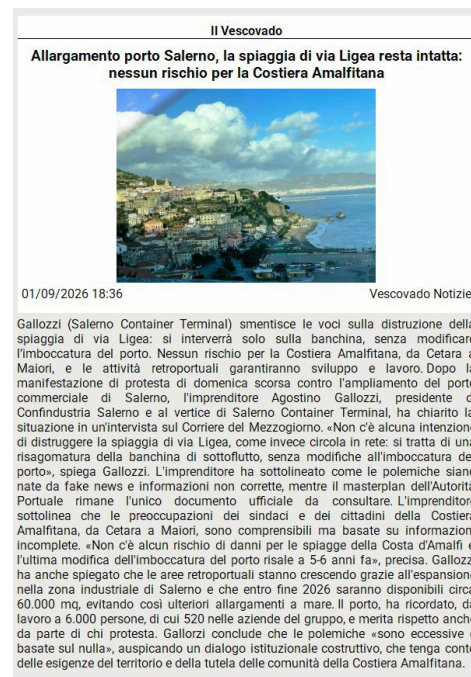 Il Vescovado
Allargamento porto Salerno, la spiaggia di via Ligea resta intatta:
nessun rischio per la Costiera Amalfitana
01/09/2026 18:36
Vescovado Notizie
Gallozzi (Salerno Container Terminal) smentisce le voci sulla distruzione della
spiaggia di via Ligea: si interverrà solo sulla banchina, senza modificare
l'imboccatura del porto. Nessun rischio per la Costiera Amalfitana, da Cetara a
Maiori, e le attività retroportuali garantiranno sviluppo e lavoro. Dopo la
manifestazione di protesta di domenica scorsa contro l'ampliamento del porto
commerciale di Salerno, l'imprenditore Agostino Gallozzi, presidente di
Confindustria Salerno e al vertice di Salerno Container Terminal, ha chiarito la
situazione in un'intervista sul Corriere del Mezzogiorno. «Non c'è alcuna intenzione
di distruggere la spiaggia di via Ligea, come invece circola in rete: si tratta di una
risagomatura della banchina di sottoflutto, senza modifiche all'imboccatura del
porto», spiega Gallozzi. L'imprenditore ha sottolineato come le polemiche siano
nate da fake news e informazioni non corrette, mentre il masterplan dell'Autorità
Portuale rimane l'unico documento ufficiale da consultare. L'imprenditore
sottolinea che le preoccupazioni dei sindaci e dei cittadini della Costiera
Amalfitana, da Cetara a Maiori, sono comprensibili ma basate su informazioni
incomplete. «Non c'è alcun rischio di danni per le spiagge della Costa d'Amalfi e
l'ultima modifica dell'imboccatura del porto risale a 5-6 anni fa», precisa. Gallozzi
ha anche spiegato che le aree retroportuali stanno crescendo grazie all'espansione
nella zona industriale di Salerno e che entro fine 2026 saranno disponibili circa
60.000 mq, evitando così ulteriori allargamenti a mare. Il porto, ha ricordato, dà
lavoro a 6.000 persone, di cui 520 nelle aziende del gruppo, e merita rispetto anche
da parte di chi protesta. Gallorzi conclude che le polemiche «sono eccessive e
basate sul nulla», auspicando un dialogo istituzionale costruttivo, che tenga conto
delle esigenze del territorio e della tutela delle comunità della Costiera Amalfitana.